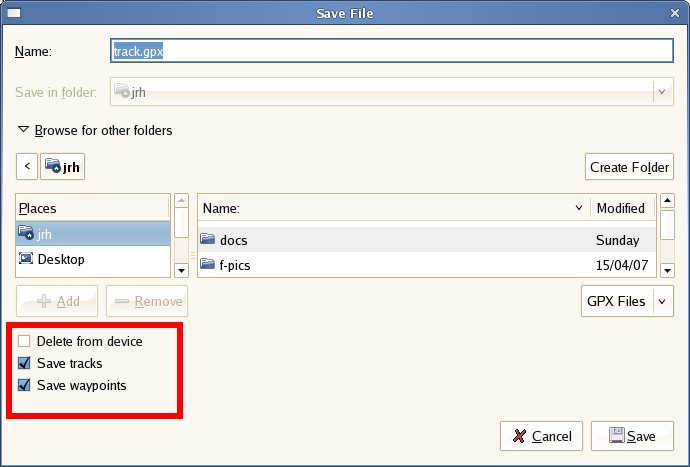 Save File
Name:
track.gpx
Save in folder:
jrh
Browse for other folders
<
jrh
Create Folder
Places
Name:
Modified
jrh
docs
Sunday
Desktop
f-pics
15/04/07
Add
Remove
GPX Files
Delete from device
Save tracks
Save waypoints
Cancel
Save